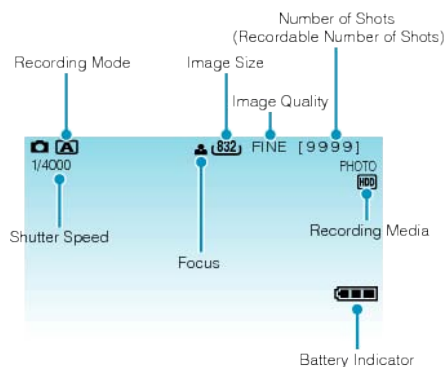 Number of Shots
(Recordable Number of Shots)
Recording Mode
Image Size
Image Quality
A
832
FINE [9999]
1/4000
PHOTO
HDD
Shutter Speed
Recording Media
Focus
Battery Indicator